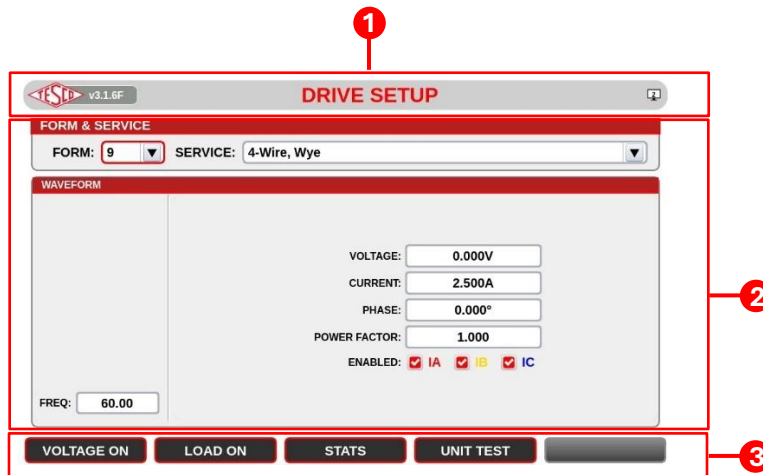 1
TESCO v3.1.6F DRIVE SETUP
FORM & SERVICE
FORM: 9 SERVICE: 4-Wire, Wye
WAVEFORM
VOLTAGE: 0.000V
CURRENT: 2.500A
2
PHASE: 0.000°
POWER FACTOR: 1.000
ENABLED: IA IB IC
FREQ: 60.00
VOLTAGE ON LOAD ON STATS UNIT TEST
3